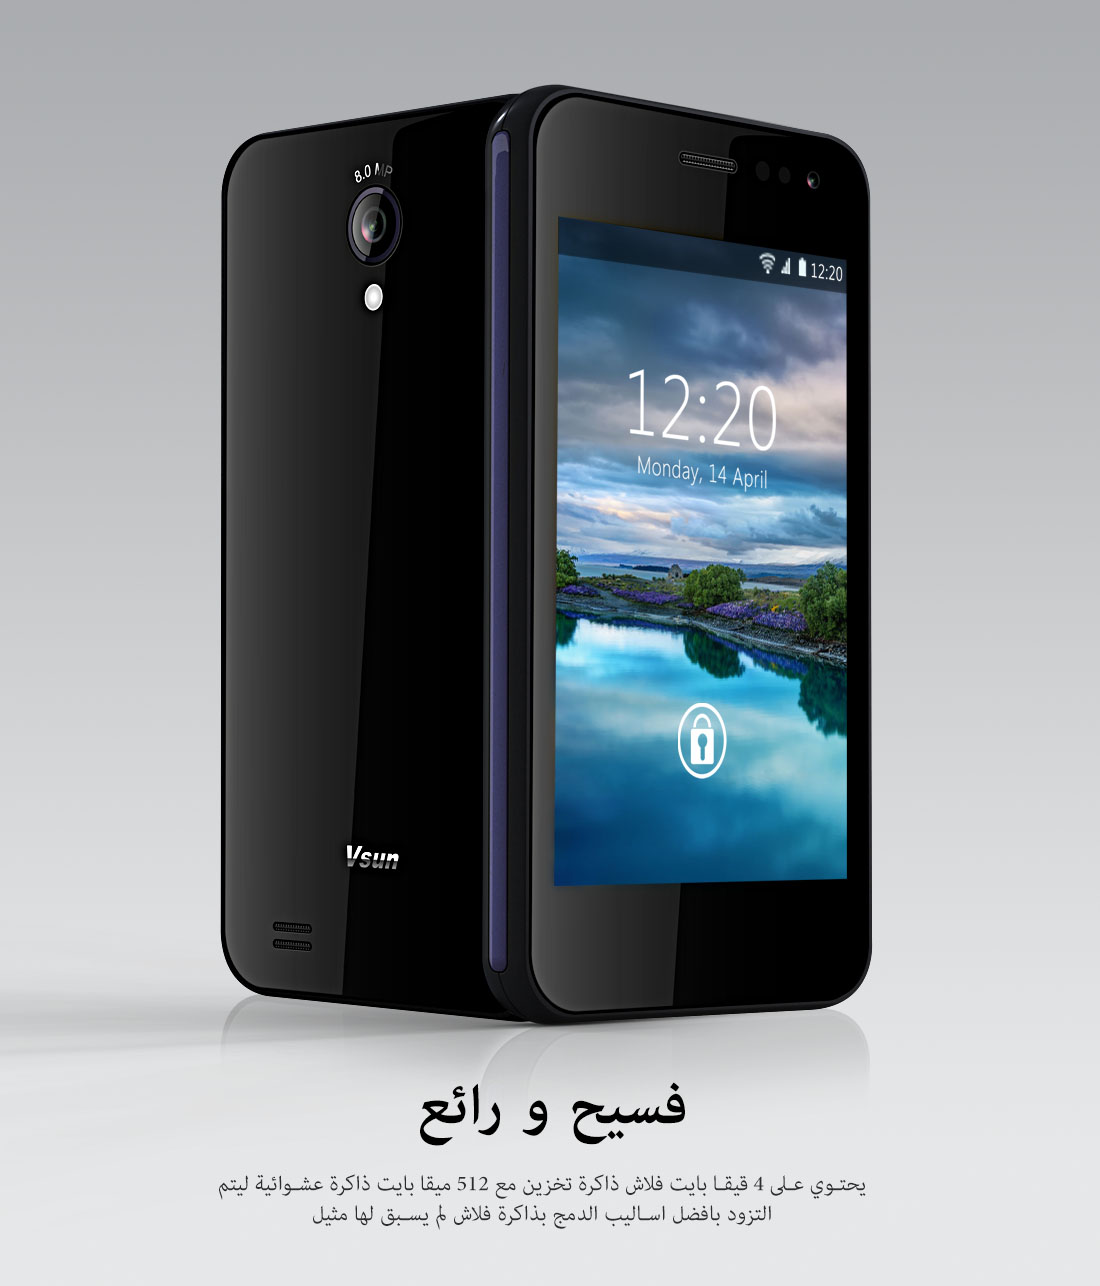 8.0 MP
12:20
12:20
Monday, 14 April
Vsun
فسيح و رائع
يحتوي على 4 قيقا بايت فلاش ذاكرة تخزين مع 512 ميقا بايت ذاكرة عشوائية ليتم
التزود بافضل اساليب الدمج بذاكرة فلاش لم يسبق لها مثيل